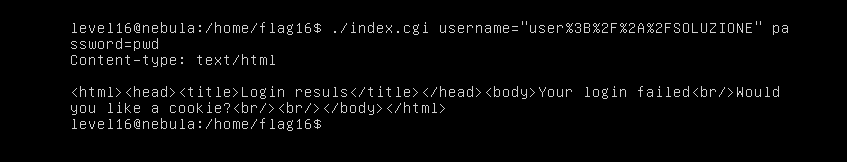 level16@nebula:/home/flag16$ ./index.cgi username="user%3B%2F%2A%2FSOLUZIONE" pa
ssword=pwd
Content-type: text/html

<html><head><title>Login resuls</title></head><body>Your login failed<br/>Would
you like a cookie?<br/><br/></body></html>
level16@nebula:/home/flag16$